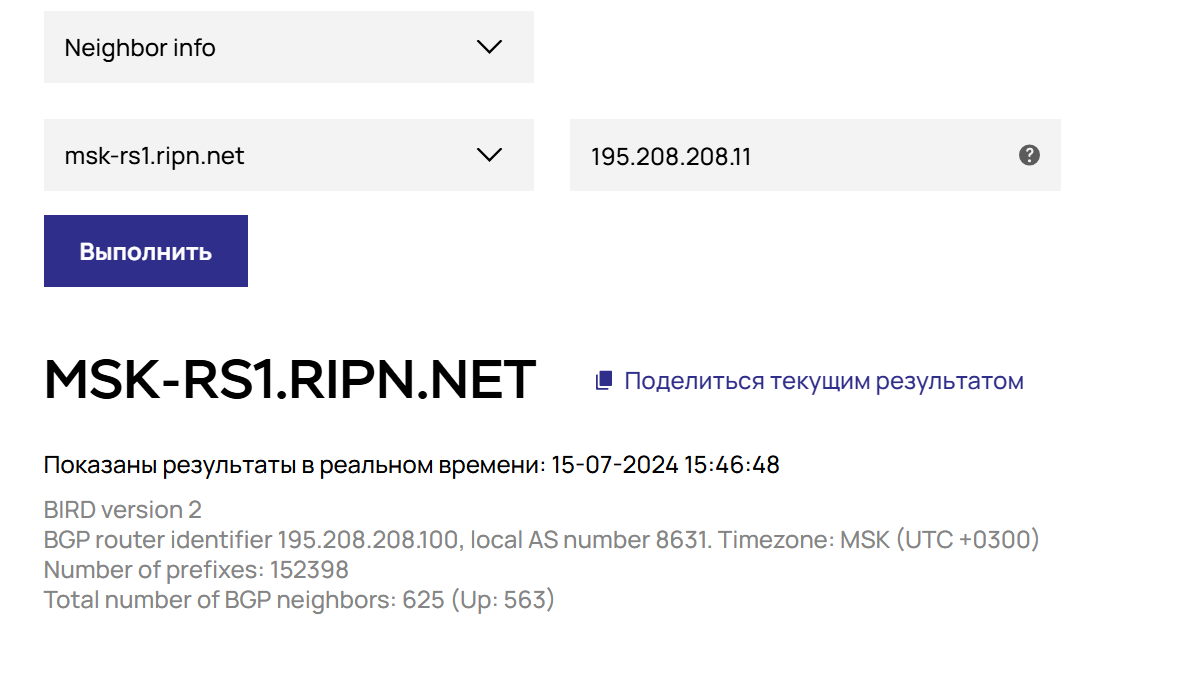 Neighbor info
msk-rs1.ripn.net
195.208.208.11
?
Выполнить
MSK-RS1.RIPN.NET
Поделиться текущим результатом
Показаны результаты в реальном времени: 15-07-2024 15:46:48
BIRD version 2
BGP router identifier 195.208.208.100, local AS number 8631. Timezone: MSK (UTC +0300)
Number of prefixes: 152398
Total number of BGP neighbors: 625 (Up: 563)